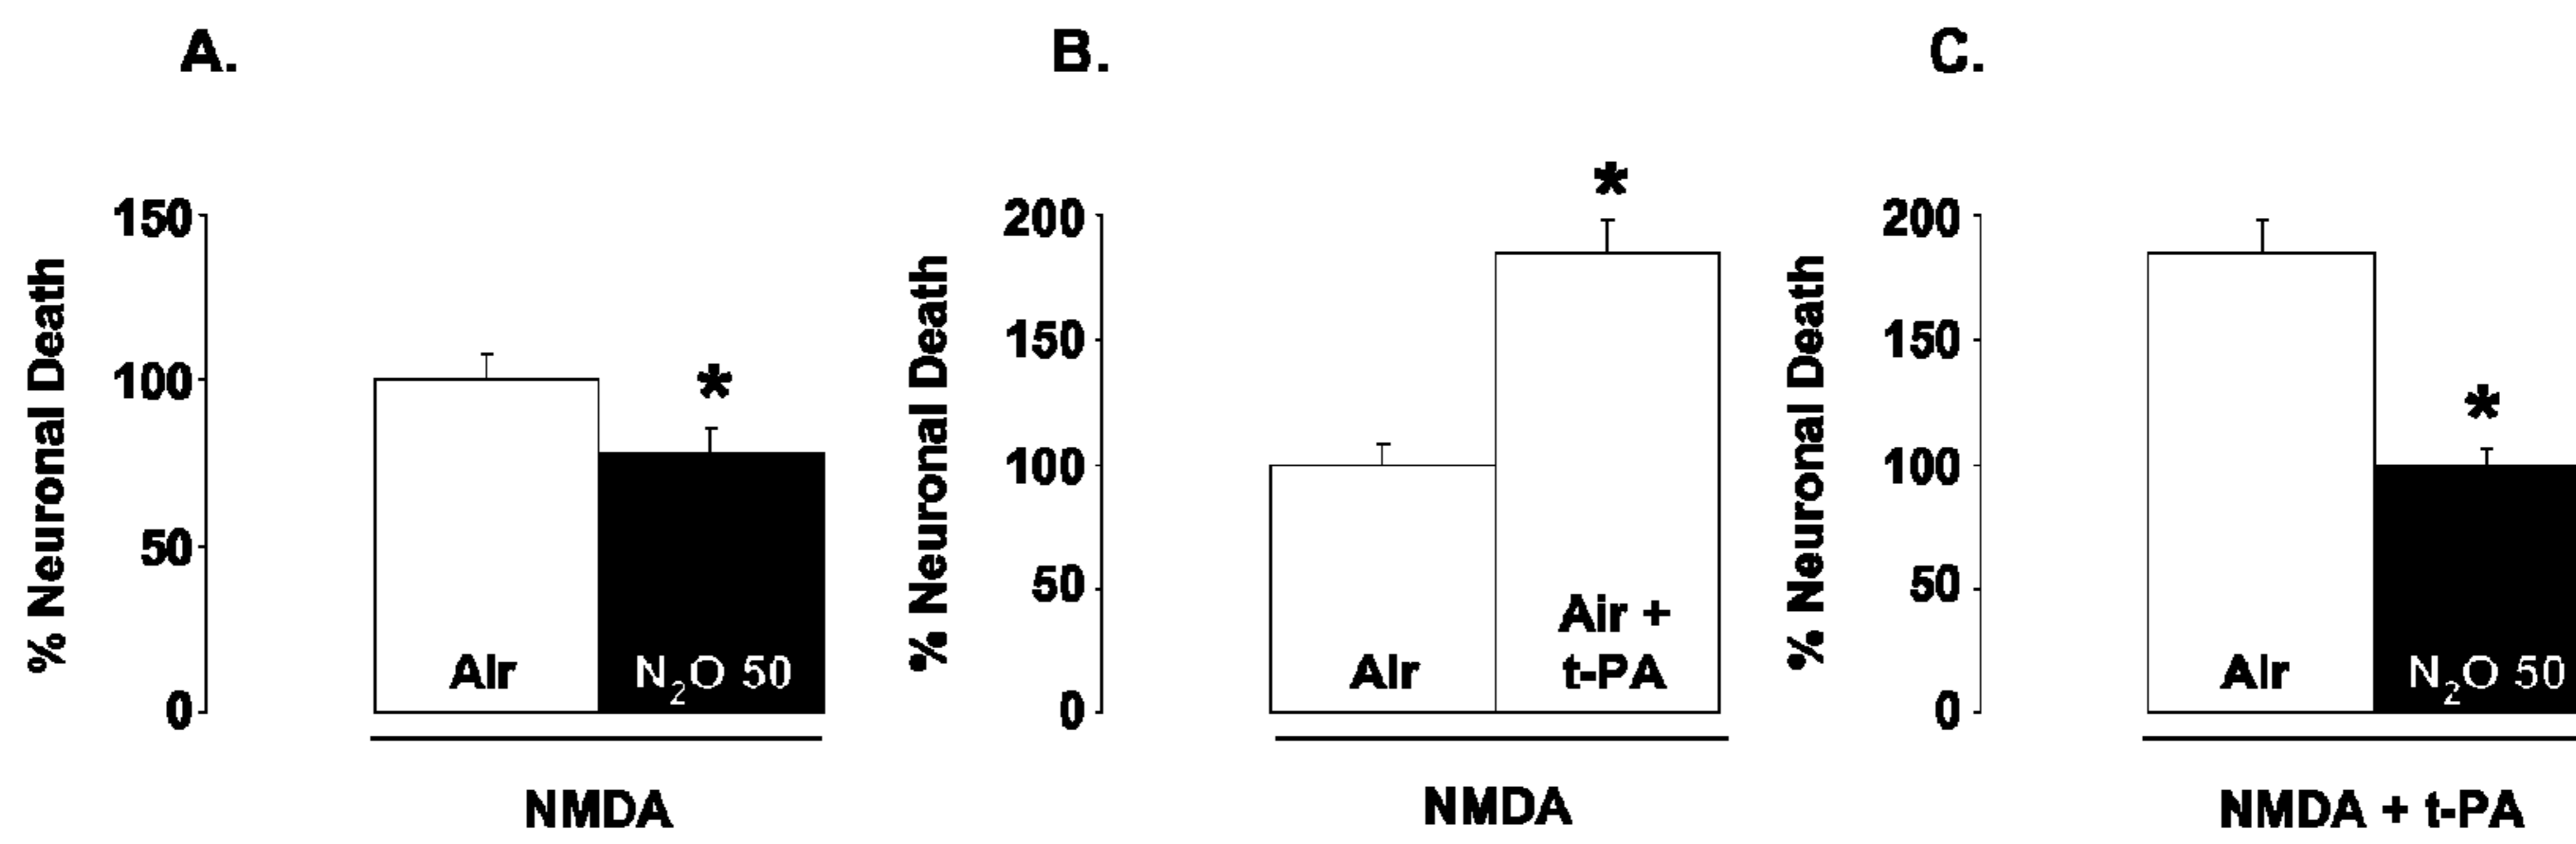 A.
% Neuronal Death
150
100
50
0
*
AIr
N₂O 50
NMDA
B.
% Neuronal Death
200
150
100
50
0
*
AIr
Air +
t-PA
NMDA
C.
% Neuronal Death
200
150
100
50
0
*
AIr
N₂O 50
NMDA + t-PA